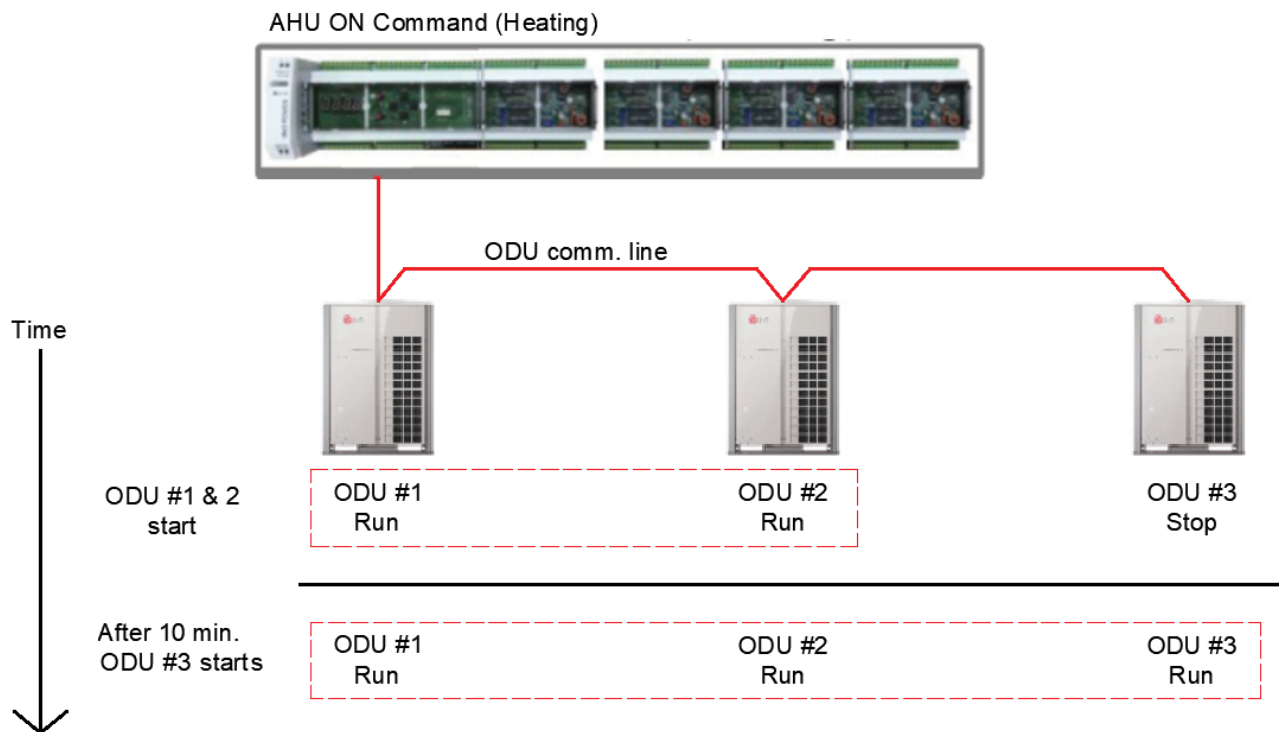 AHU ON Command (Heating)
ODU comm. line
Time
ODU #1 & 2
start
ODU #1
Run
ODU #2
Run
ODU #3
Stop
After 10 min.
ODU #3 starts
ODU #1
Run
ODU #2
Run
ODU #3
Run